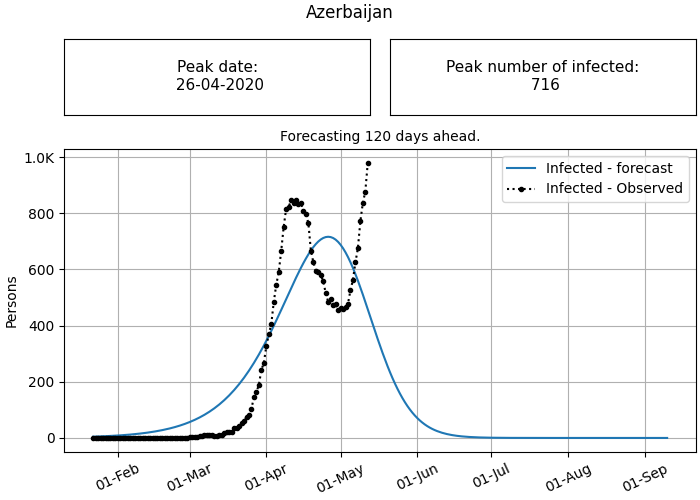 Azerbaijan
Peak date:
26-04-2020
Peak number of infected:
716
Forecasting 120 days ahead.
Infected - forecast
Infected - Observed
Persons
1.0K
800
600
400
200
0
01-Feb
01-Mar
01-Apr
01-May
01-Jun
01-Jul
01-Aug
01-Sep